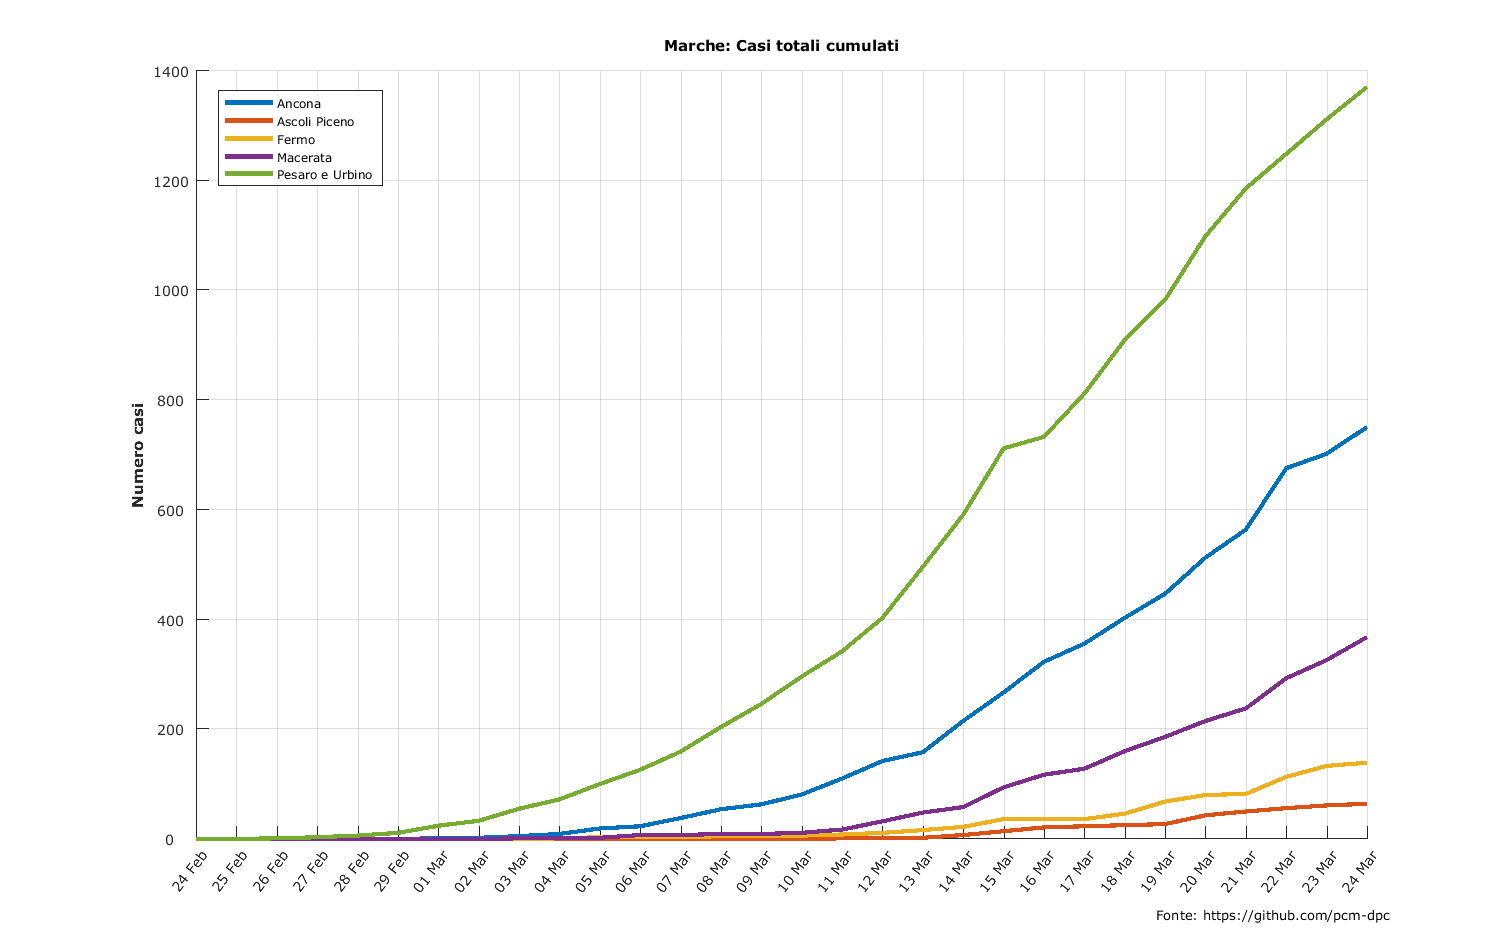 Marche: Casi totali cumulati
1400
1200
1000
800
600
400
200
0
Numero casi
Ancona
Ascoli Piceno
Fermo
Macerata
Pesaro e Urbino
24 Feb
25 Feb
26 Feb
27 Feb
28 Feb
29 Feb
01 Mar
02 Mar
03 Mar
04 Mar
05 Mar
06 Mar
07 Mar
08 Mar
09 Mar
10 Mar
11 Mar
12 Mar
13 Mar
14 Mar
15 Mar
16 Mar
17 Mar
18 Mar
19 Mar
20 Mar
21 Mar
22 Mar
23 Mar
24 Mar
Fonte: https://github.com/pcm-dpc